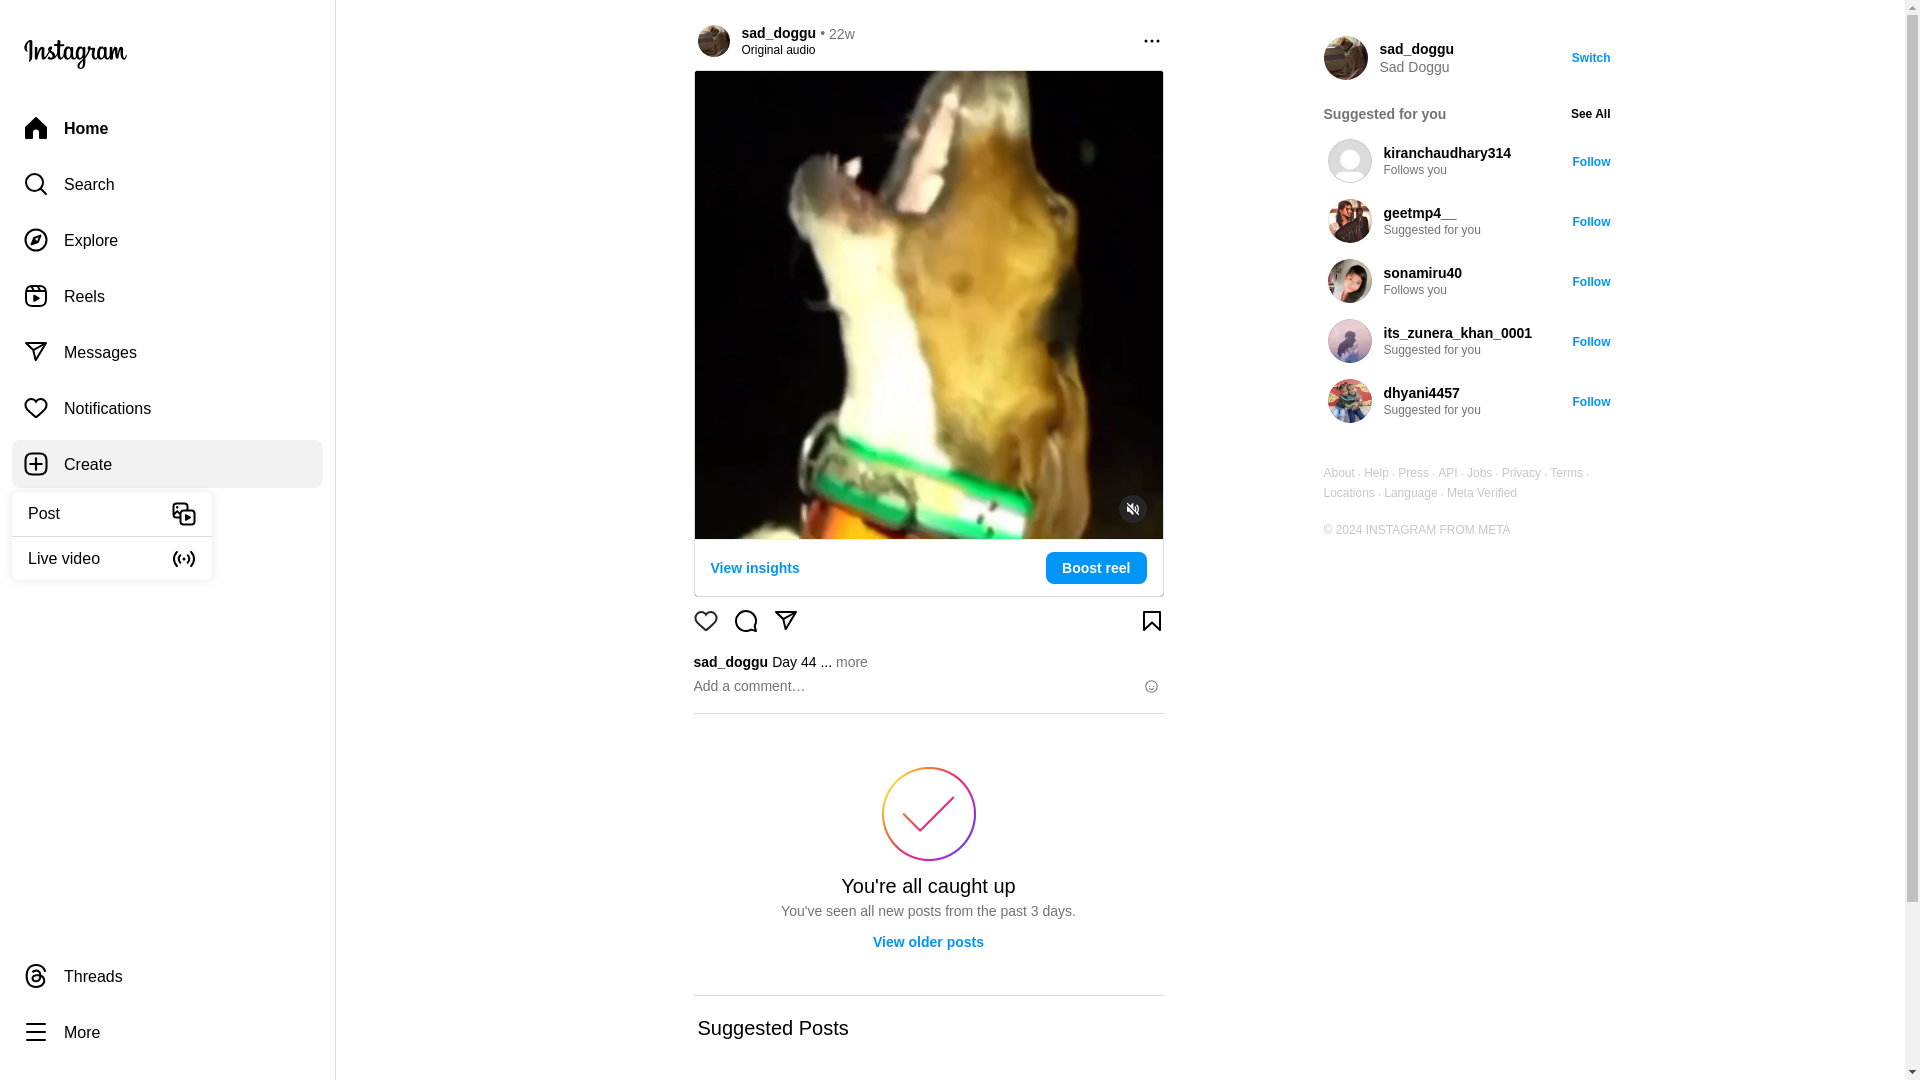 Instagram
Home
Search
Explore
Reels
Messages
Notifications
Create
Post
Live video
Threads
More
sad_doggu • 22w
Original audio
View insights
Boost reel
sad_doggu Day 44 ... more
Add a comment…
You're all caught up
You've seen all new posts from the past 3 days.
View older posts
Suggested Posts
sad_doggu
Sad Doggu
Switch
Suggested for you
See All
kiranchaudhary314
Follows you
Follow
geetmp4__
Suggested for you
Follow
sonamiru40
Follows you
Follow
its_zunera_khan_0001
Suggested for you
Follow
dhyani4457
Suggested for you
Follow
About · Help · Press · API · Jobs · Privacy · Terms ·
Locations · Language · Meta Verified
© 2024 INSTAGRAM FROM META